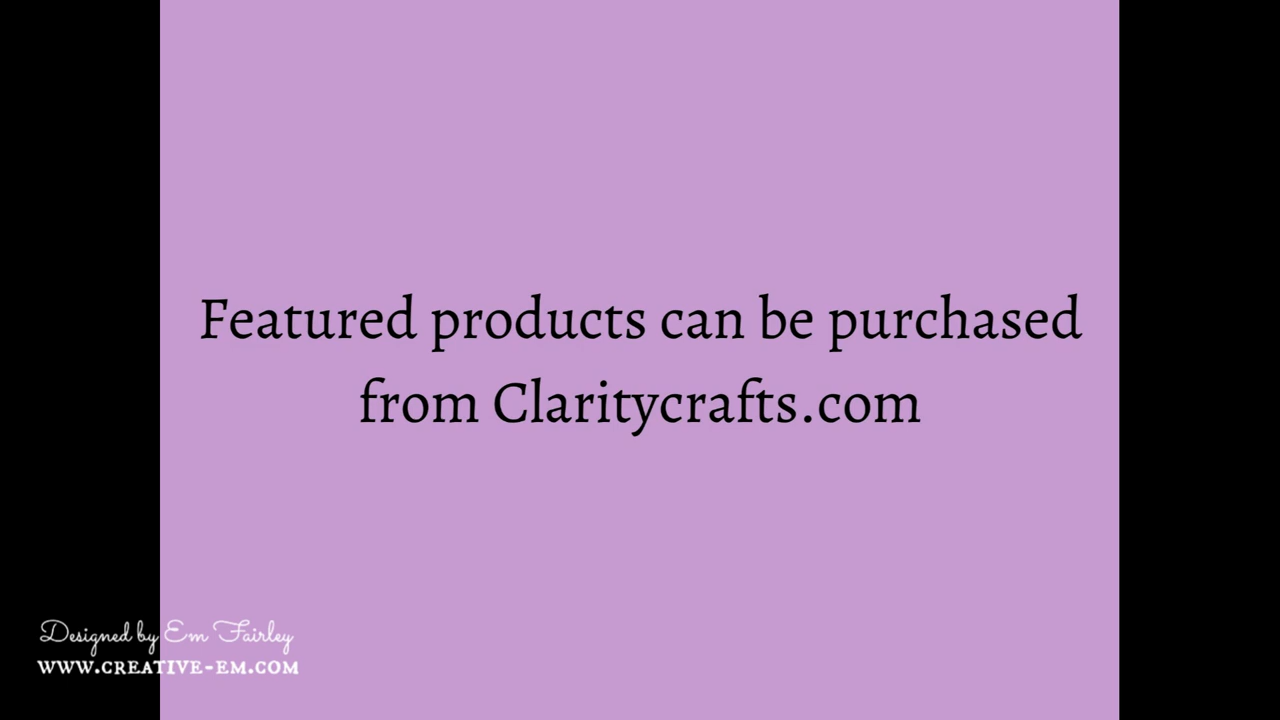 Featured products can be purchased
from Claritycrafts.com
Designed by Em Fairley
WWW.CREATIVE-EM.COM